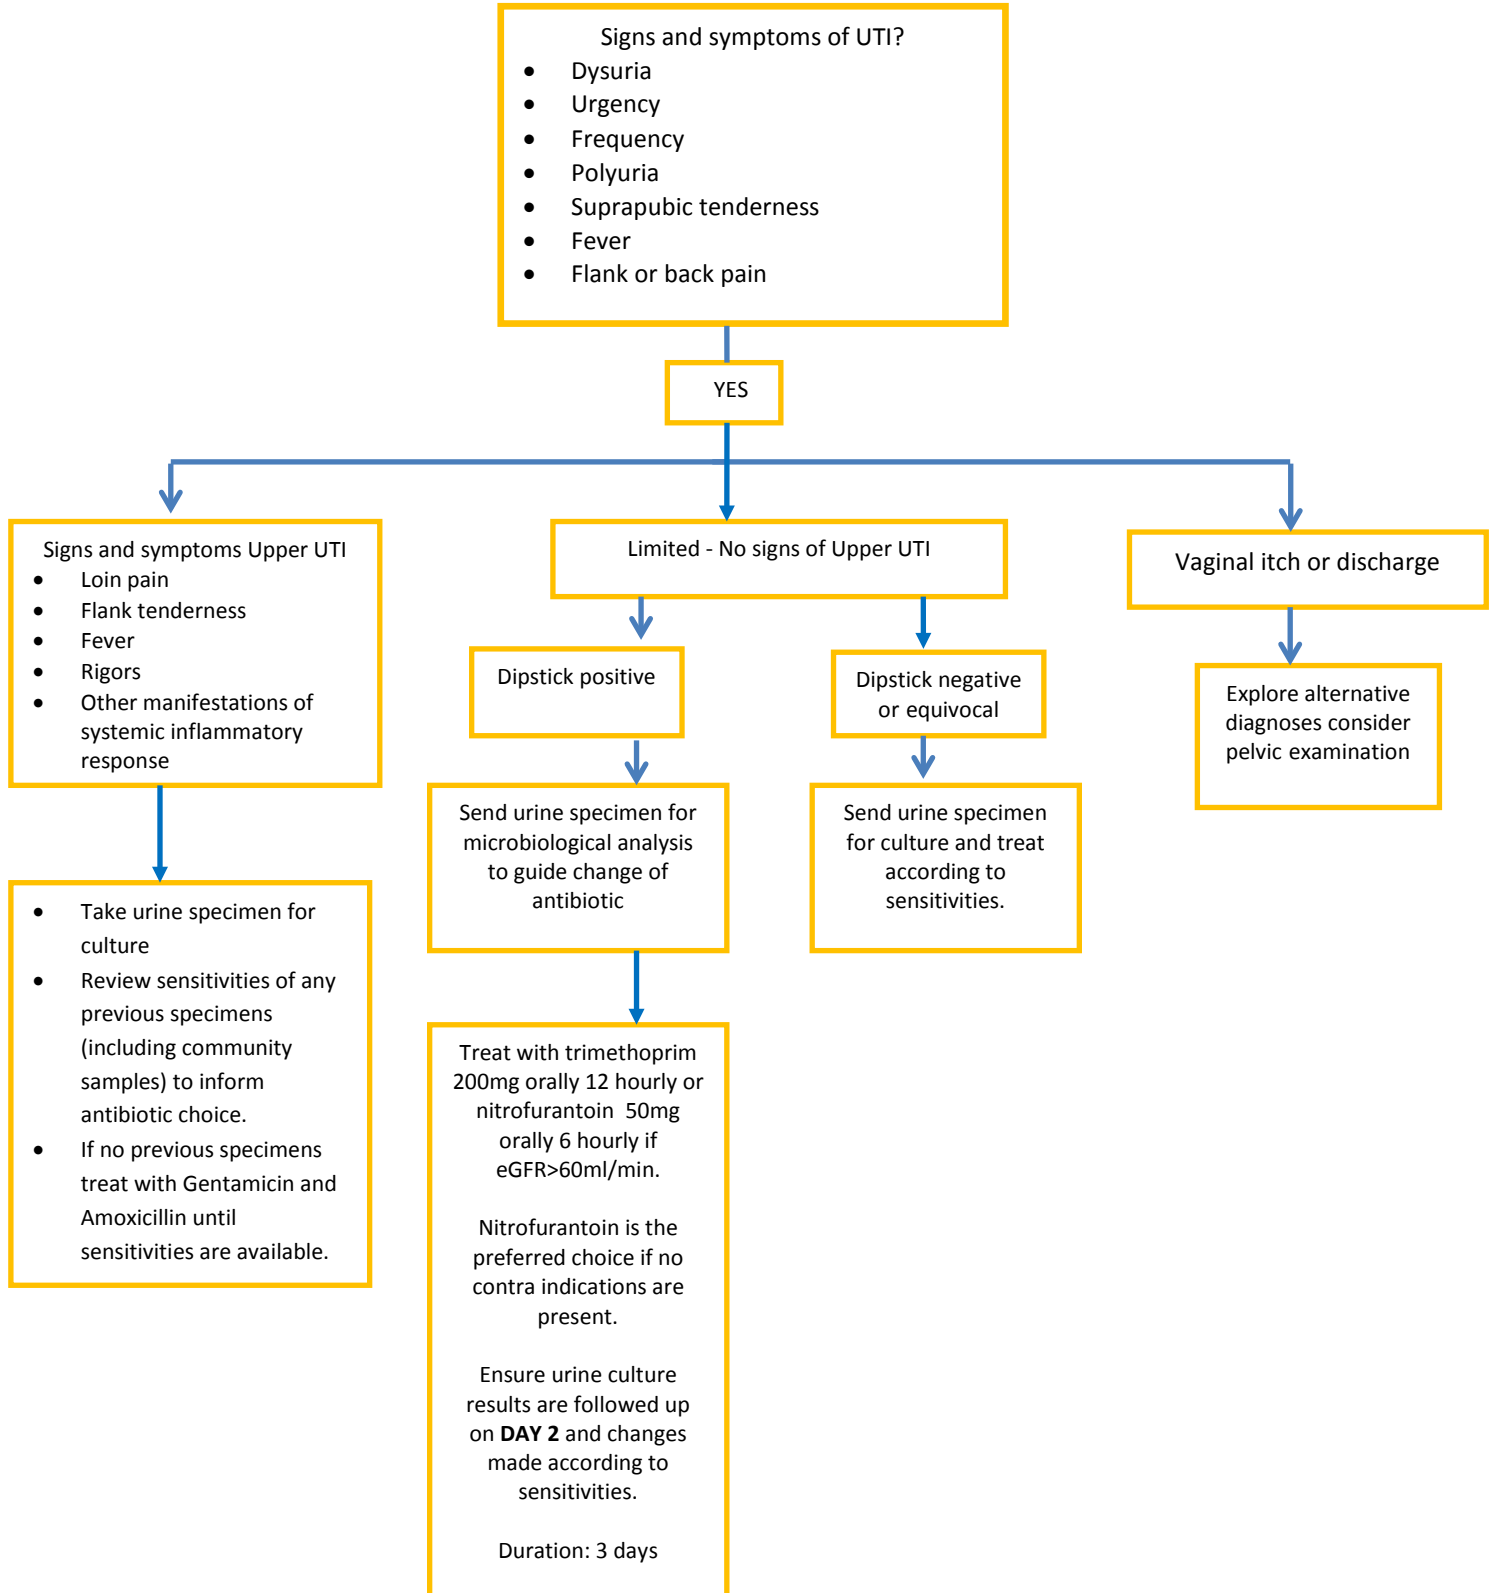 Signs and symptoms of UTI?
• Dysuria
• Urgency
• Frequency
• Polyuria
• Suprapubic tenderness
• Fever
• Flank or back pain
YES
Signs and symptoms Upper UTI
• Loin pain
• Flank tenderness
• Fever
• Rigors
• Other manifestations of
systemic inflammatory
response
• Take urine specimen for
culture
• Review sensitivities of any
previous specimens
(including community
samples) to inform
antibiotic choice.
• If no previous specimens
treat with Gentamicin and
Amoxicillin until
sensitivities are available.
Limited - No signs of Upper UTI
Dipstick positive
Send urine specimen for
microbiological analysis
to guide change of
antibiotic
Treat with trimethoprim
200mg orally 12 hourly or
nitrofurantoin 50mg
orally 6 hourly if
eGFR>60ml/min.
Nitrofurantoin is the
preferred choice if no
contra indications are
present.
Ensure urine culture
results are followed up
on DAY 2 and changes
made according to
sensitivities.
Duration: 3 days
Dipstick negative
or equivocal
Send urine specimen
for culture and treat
according to
sensitivities.
Vaginal itch or discharge
Explore alternative
diagnoses consider
pelvic examination